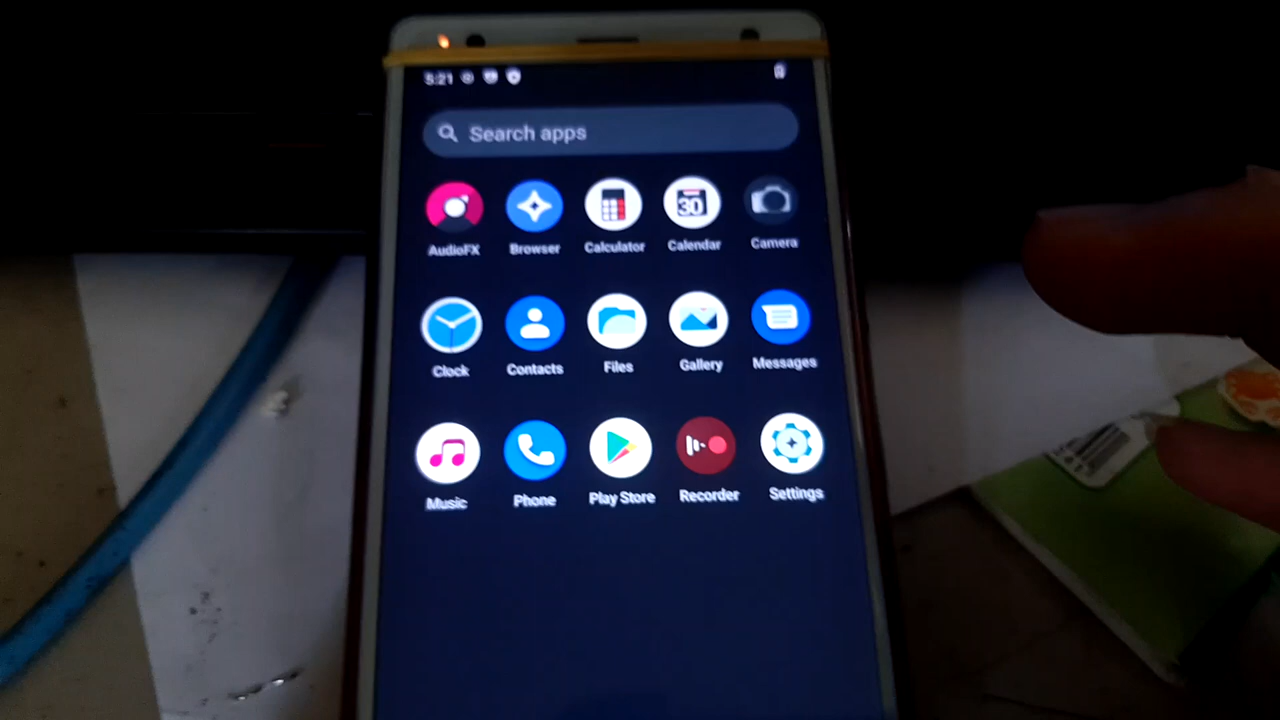 5:21
Search apps
AudioFX Browser Calculator Calendar Camera
30
Clock Contacts Files Gallery Messages
Music Phone Play Store Recorder Settings